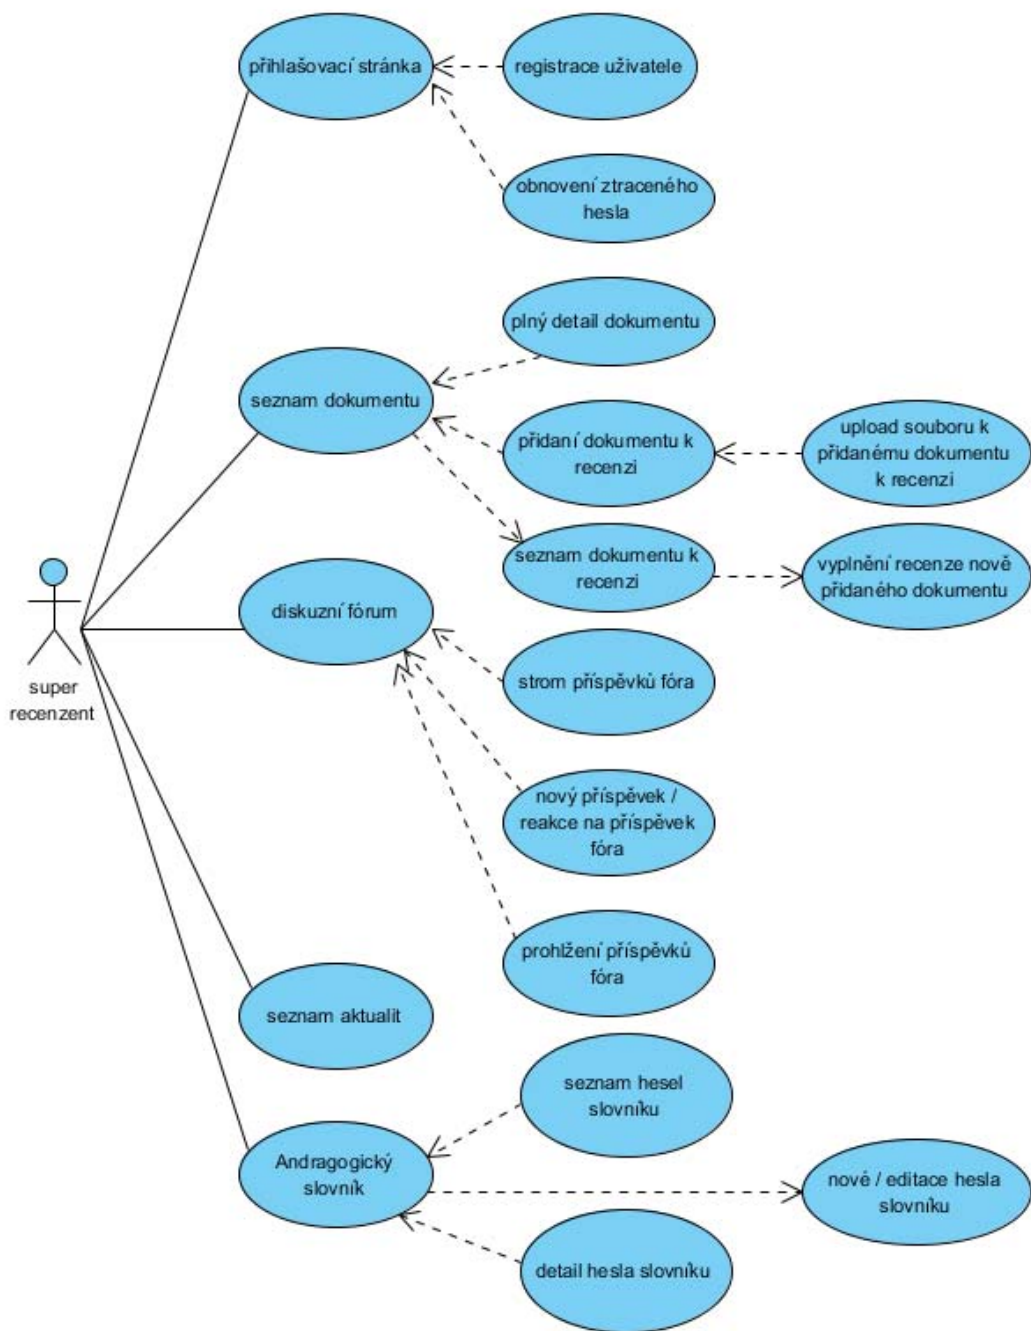 přihlašovací stránka
registrace uživatele
obnovení ztraceného
hesla
plný detail dokumentu
seznam dokumentu
přidaní dokumentu k
recenzi
upload souboru k
přidanému dokumentu
k recenzi
seznam dokumentu k
recenzi
vyplnění recenze nově
přidaného dokumentu
diskuzní fórum
super
recenzent
strom příspěvků fóra
nový příspěvek /
reakce na příspěvek
fóra
prohlžení příspěvků
fóra
seznam aktualit
seznam hesel
slovníku
Andragogický
slovník
nové / editace hesla
slovníku
detail hesla slovníku